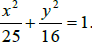 x²/25 + y²/16 = 1.